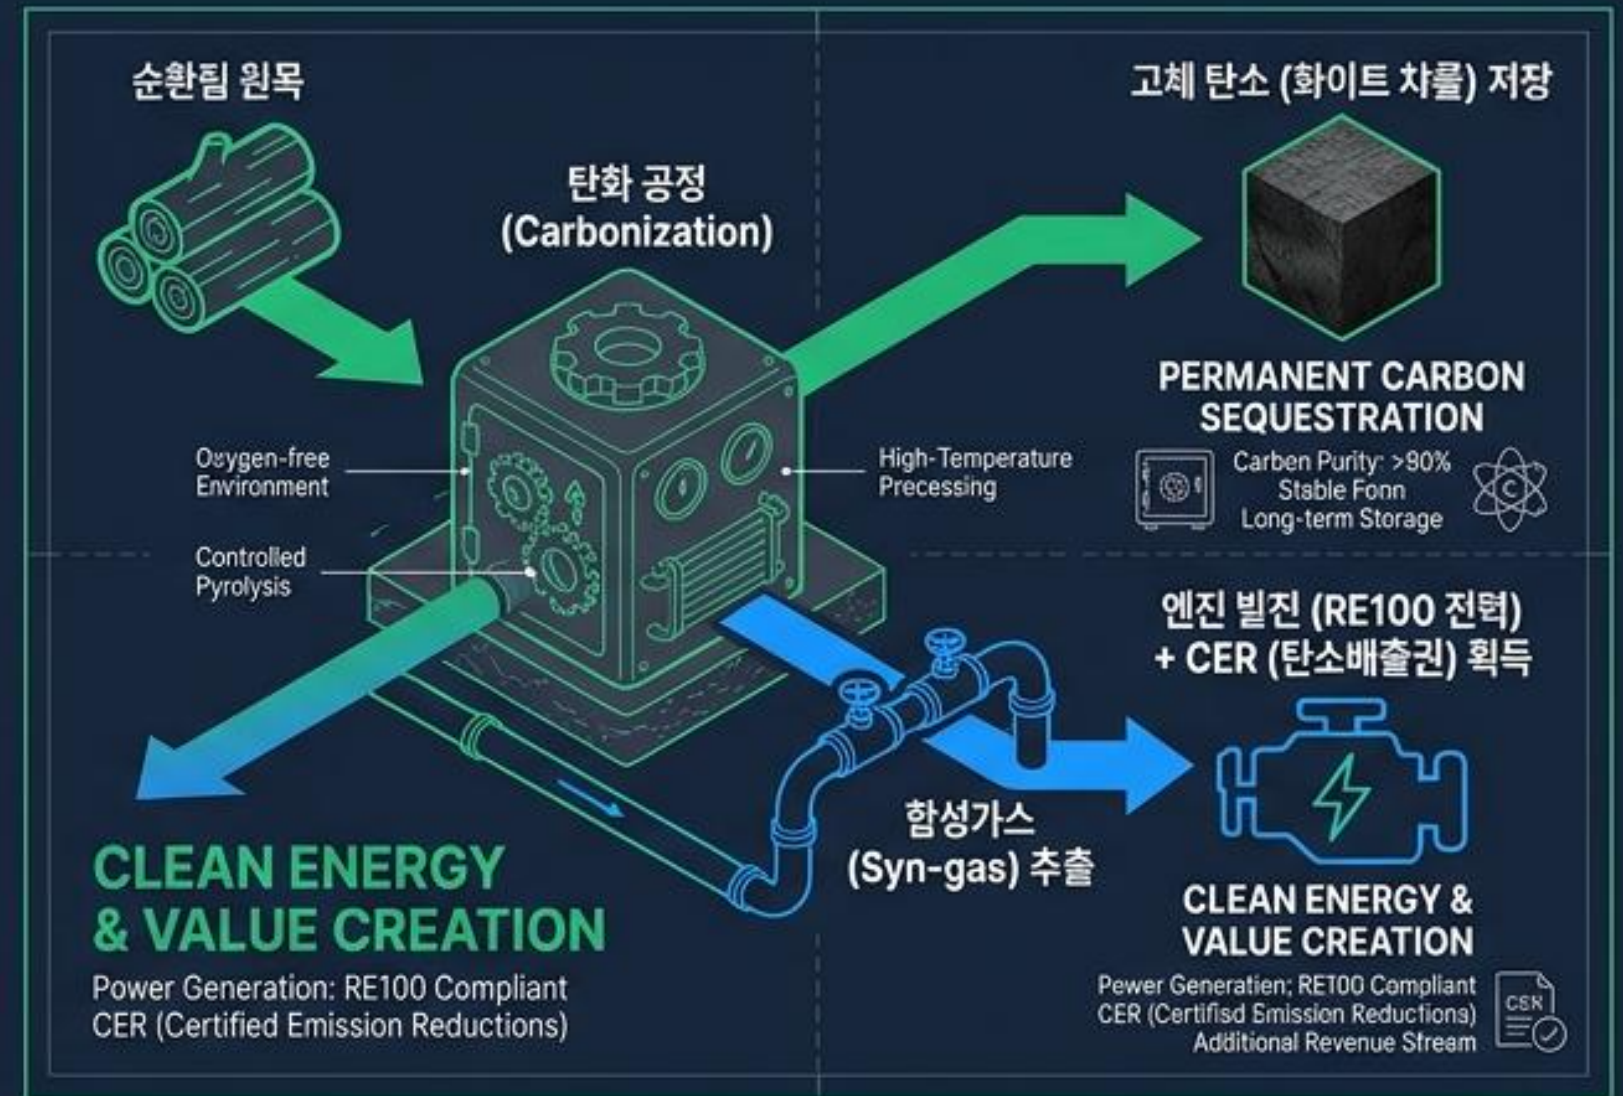 순환림 원목
탄화 공정
(Carbonization)
고체 탄소 (화이트 차콜) 저장
Oxygen-free
Environment
Controlled
Pyrolysis
High-Temperature
Precessing
PERMANENT CARBON
SEQUESTRATION
Carben Purity: >90%
Stable Fonn
Long-term Storage
C
엔진 빌진 (RE100 전력)
+ CER (탄소배출권) 획득
함성가스
(Syn-gas) 추출
CLEAN ENERGY
& VALUE CREATION
Power Generation: RE100 Compliant
CER (Certified Emission Reductions)
CLEAN ENERGY &
VALUE CREATION
Pewer Generatien; RET00 Compliant
CER (Certifisd Emission Reductions)
Additional Revenue Stream
CER